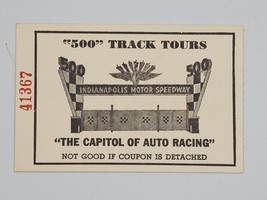 "500" TRACK TOURS
500 500
INDIANAPOLIS MOTOR SPEEDWAY
"THE CAPITOL OF AUTO RACING"
NOT GOOD IF COUPON IS DETACHED
41367